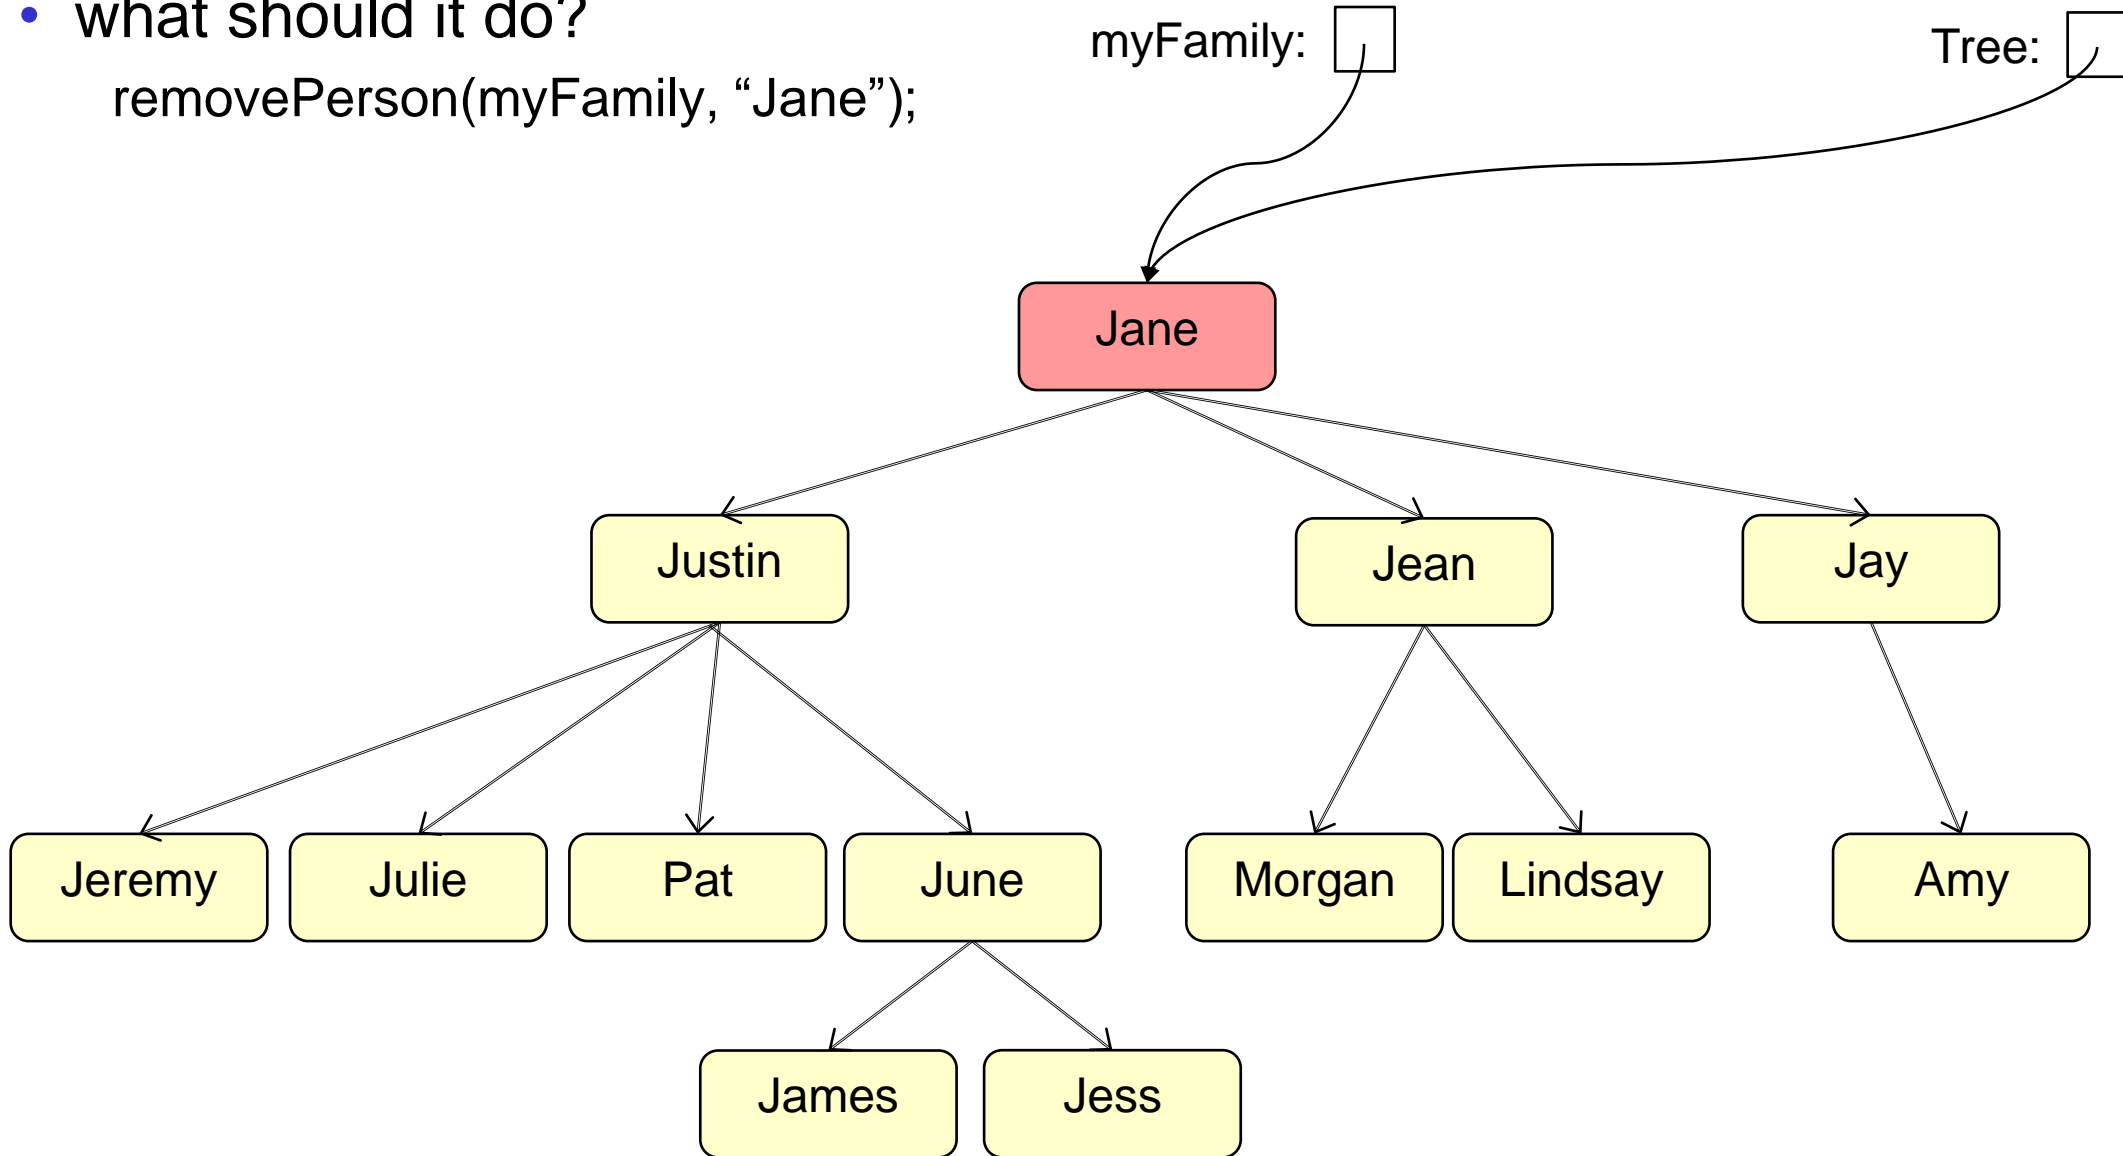 • what should it do?
removePerson(myFamily, “Jane”);
myFamily:
Tree:
Jane
Justin
Jean
Jay
Jeremy
Julie
Pat
June
Morgan
Lindsay
Amy
James
Jess